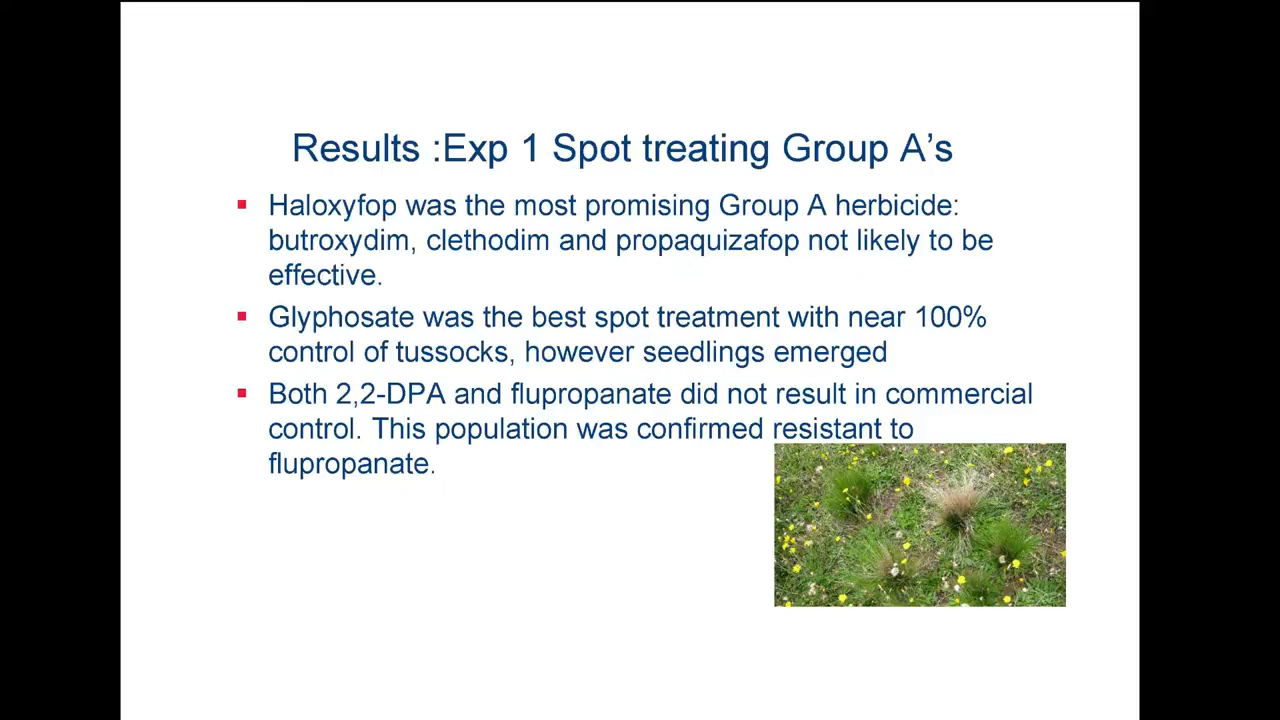 Results :Exp 1 Spot treating Group A’s
Haloxyfop was the most promising Group A herbicide:
butroxydim, clethodim and propaquizafop not likely to be
effective.
Glyphosate was the best spot treatment with near 100%
control of tussocks, however seedlings emerged
Both 2,2-DPA and flupropanate did not result in commercial
control. This population was confirmed resistant to
flupropanate.